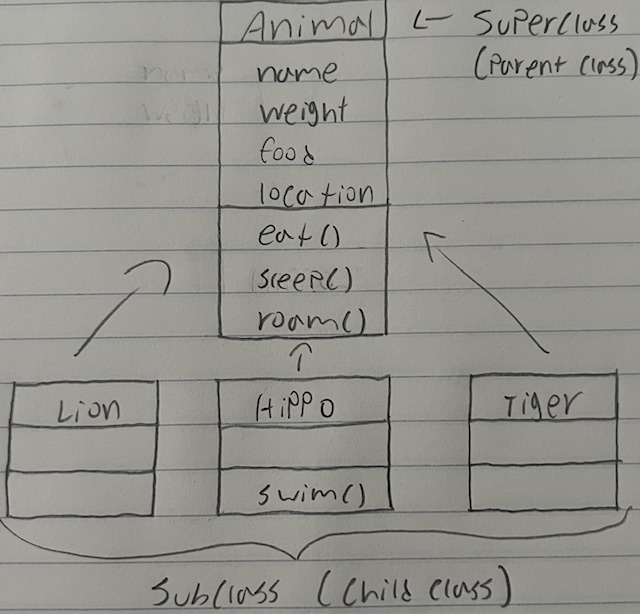 Animal ← Superclass
(Parent Class)
name
weight
food
location
eat()
sleep()
roam()
Lion HiPPO Tiger
swim()
Subclass (Child Class)